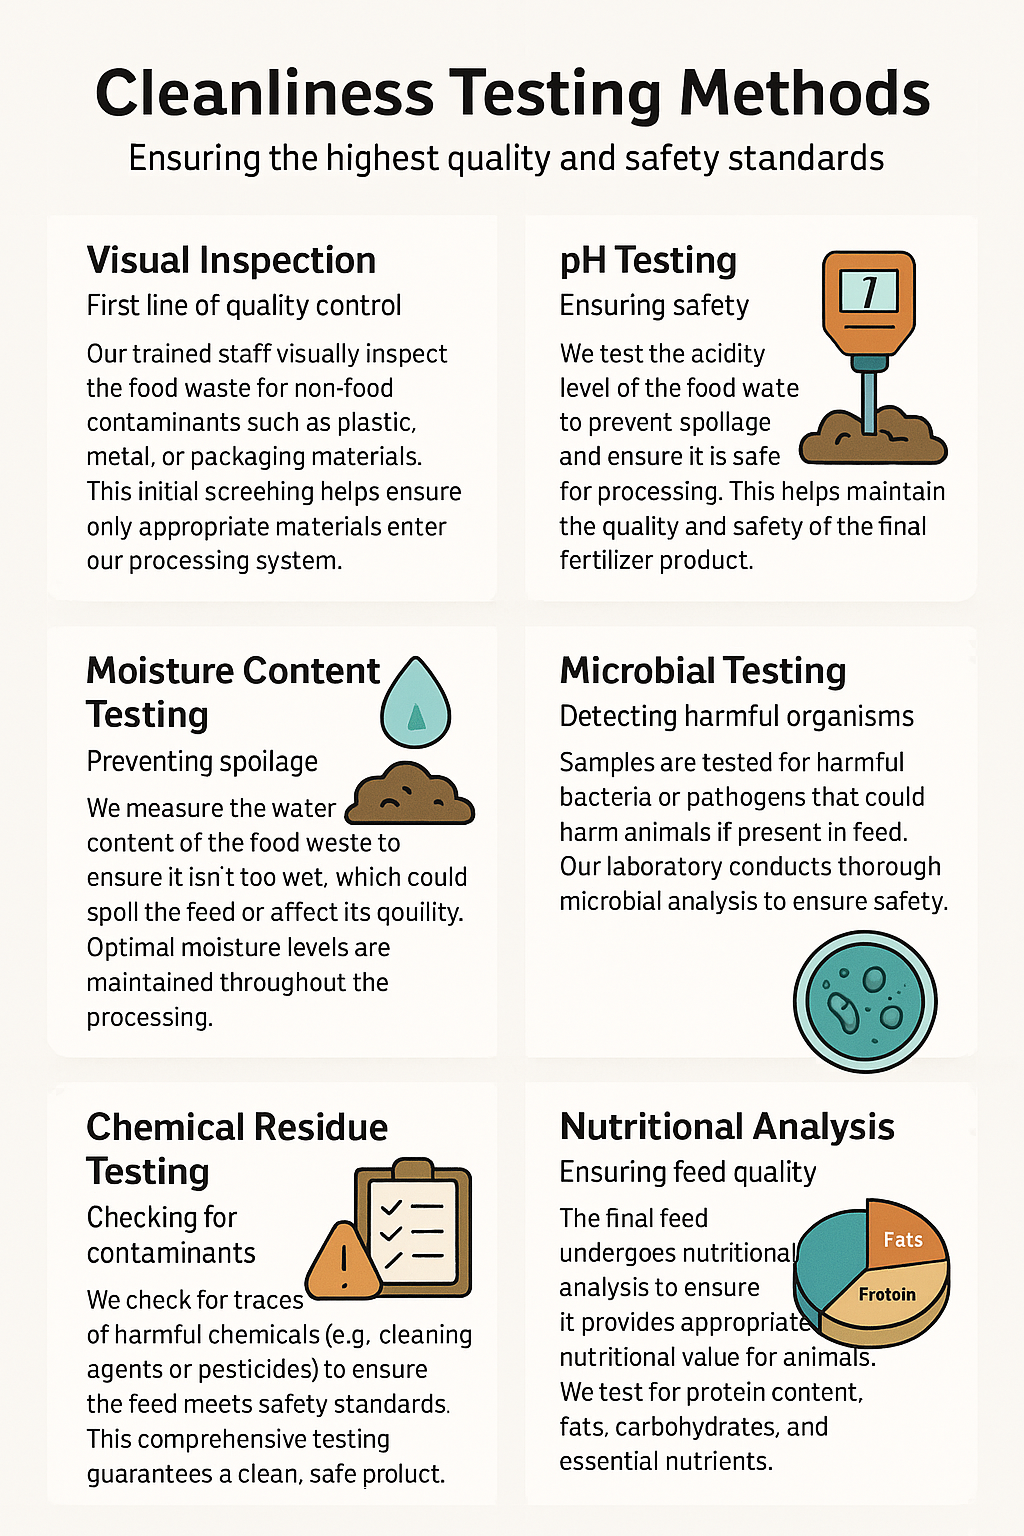 Cleanliness Testing Methods
Ensuring the highest quality and safety standards
Visual Inspection
First line of quality control
Our trained staff visually inspect
the food waste for non-food
contaminants such as plastic,
metal, or packaging materials.
This initial screehing helps ensure
only appropriate materials enter
our processing system.
pH Testing
Ensuring safety
We test the acidity
level of the food wate
to prevent spollage
and ensure it is safe
for processing. This helps maintain
the quality and safety of the final
fertilizer product.
7
Moisture Content
Testing
Preventing spoilage
We measure the water
content of the food weste to
ensure it isn't too wet, which could
spoll the feed or affect its qouility.
Optimal moisture levels are
maintained throughout the
processing.
Microbial Testing
Detecting harmful organisms
Samples are tested for harmful
bacteria or pathogens that could
harm animals if present in feed.
Our laboratory conducts thorough
microbial analysis to ensure safety.
Chemical Residue
Testing
Checking for
contaminants
We check for traces
of harmful chemicals (e.g, cleaning
agents or pesticides) to ensure
the feed meets safety standards.
This comprehensive testing
guarantees a clean, safe pholuct.
!
Nutritional Analysis
Ensuring feed quality
The final feed
undergoes nutritional
analysis to ensure
it provides appropriate
nutritional value for animals.
We test for protein content,
fats, carbohydrates, and
essential nutrients.
Fats
Frotoin